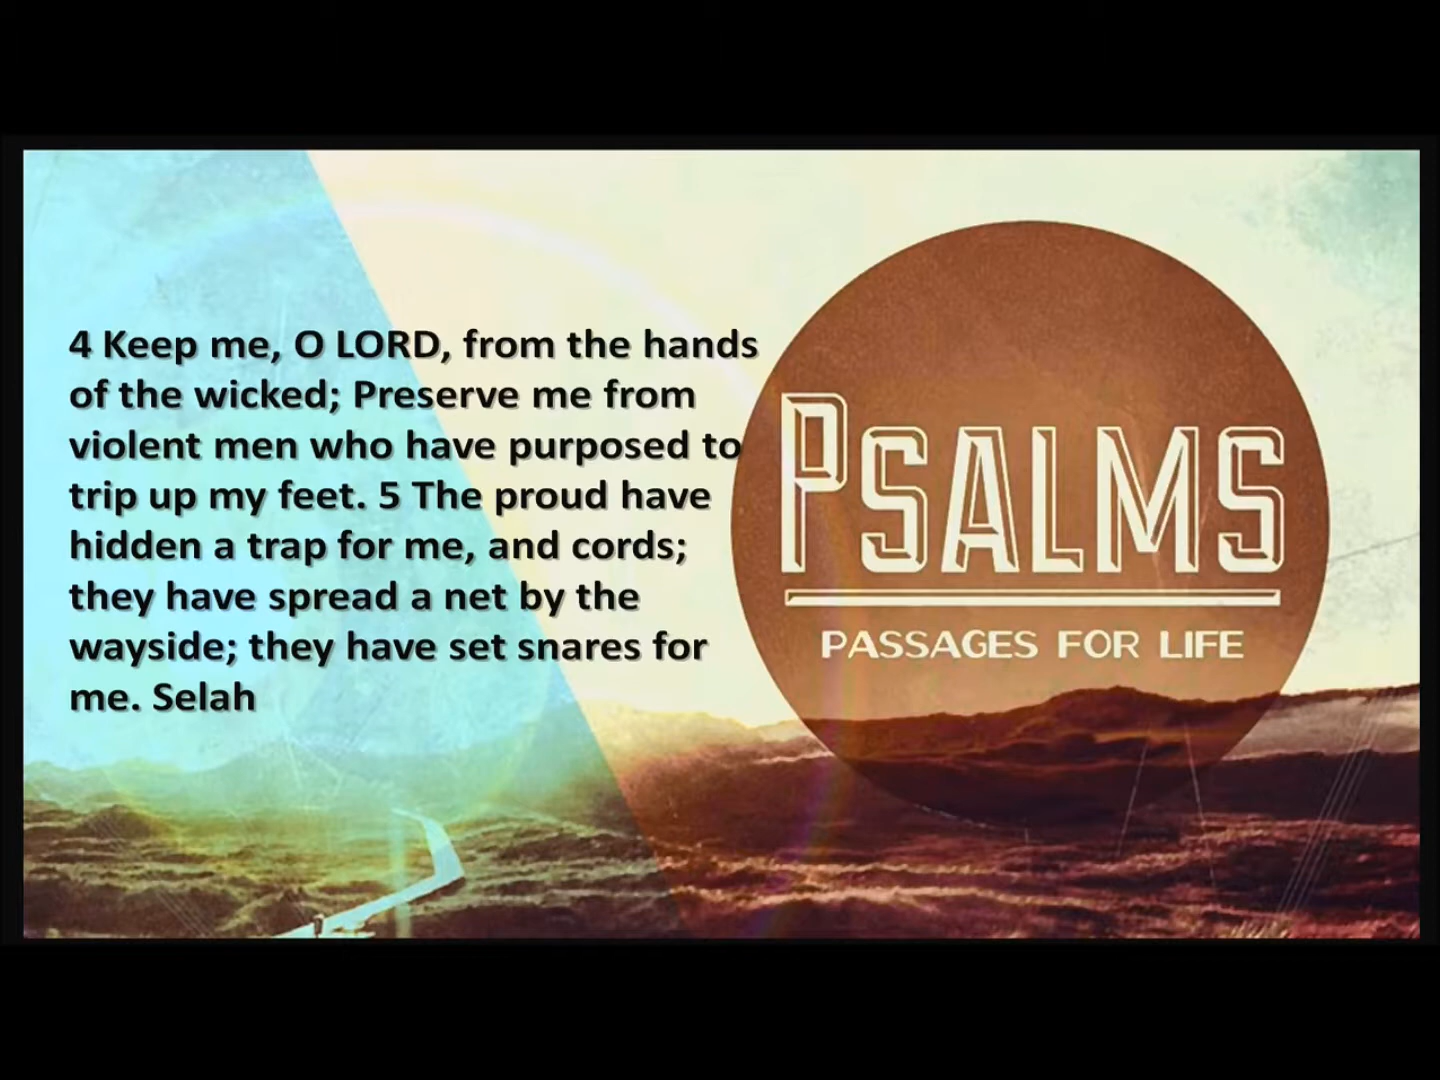 4 Keep me, O LORD, from the hands
of the wicked; Preserve me from
violent men who have purposed to
trip up my feet. 5 The proud have
hidden a trap for me, and cords;
they have spread a net by the
wayside; they have set snares for
me. Selah
PSALMS
PASSAGES FOR LIFE